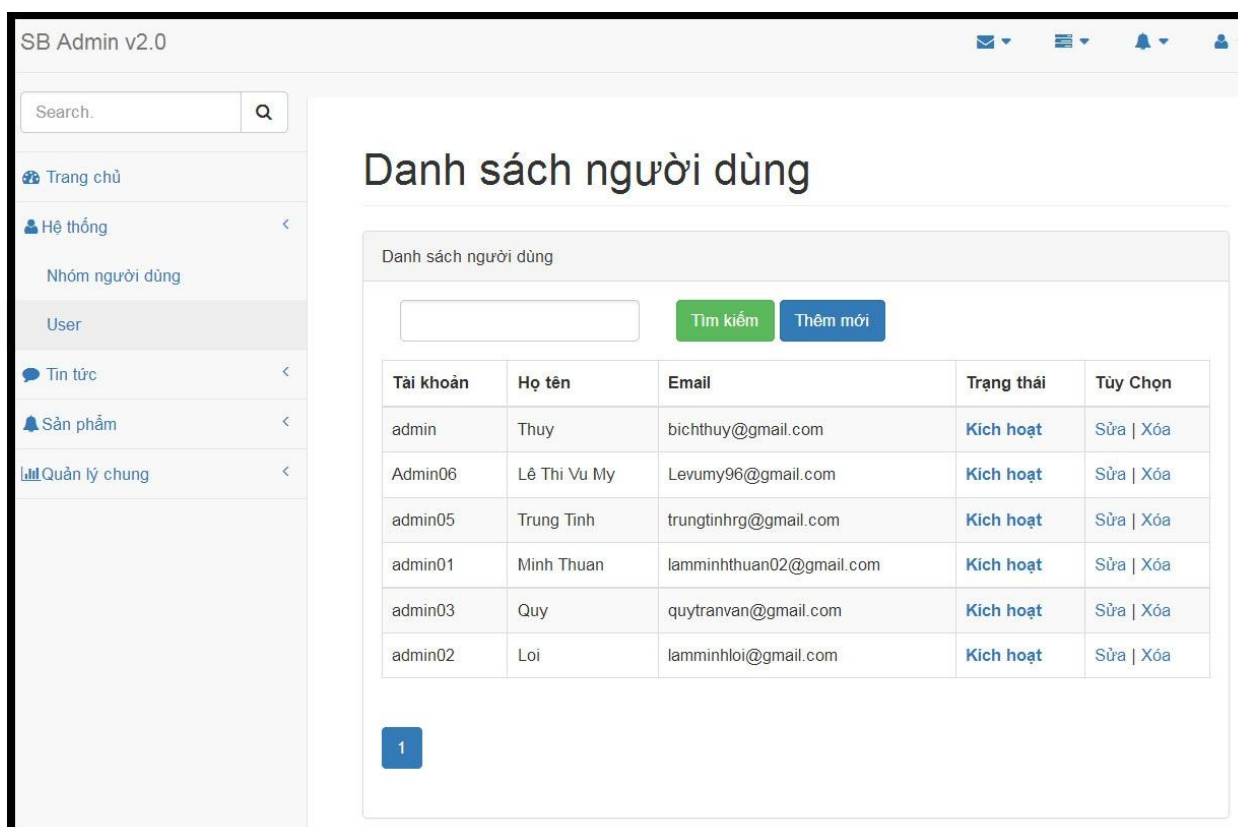 SB Admin v2.0
Search.
Trang chủ
Hệ thống
Nhóm người dùng
User
Tin tức
Sản phẩm
Quản lý chung
Danh sách người dùng
Danh sách người dùng
Tìm kiếm Thêm mới
Tài khoản Họ tên Email Trạng thái Tùy Chọn
admin Thuy bichthuy@gmail.com Kích hoạt Sửa | Xóa
Admin06 Lê Thi Vu My Levumy96@gmail.com Kích hoạt Sửa | Xóa
admin05 Trung Tinh trungtinhrg@gmail.com Kích hoạt Sửa | Xóa
admin01 Minh Thuan lamminhthuan02@gmail.com Kích hoạt Sửa | Xóa
admin03 Quy quytranvan@gmail.com Kích hoạt Sửa | Xóa
admin02 Loi lamminhloi@gmail.com Kích hoạt Sửa | Xóa
1